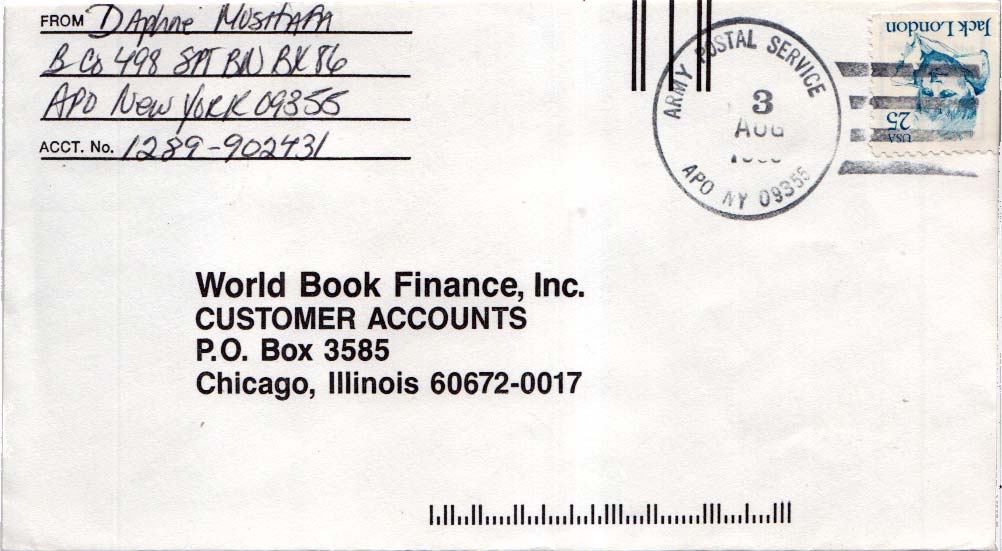 FROM Daphne Mustafa
B Co 498 SPT BN BX 86
APO New York 09355
ACCT. No. 1289-902431
ARMY POSTAL SERVICE
3
AUG
APO NY 09355
Jack London
USA
25
World Book Finance, Inc.
CUSTOMER ACCOUNTS
P.O. Box 3585
Chicago, Illinois 60672-0017